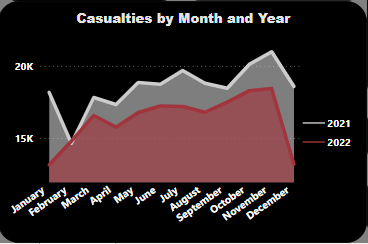 Casualties by Month and Year
20K
15K
2021
2022
January
February
March
April
May
June
July
August
September
October
November
December